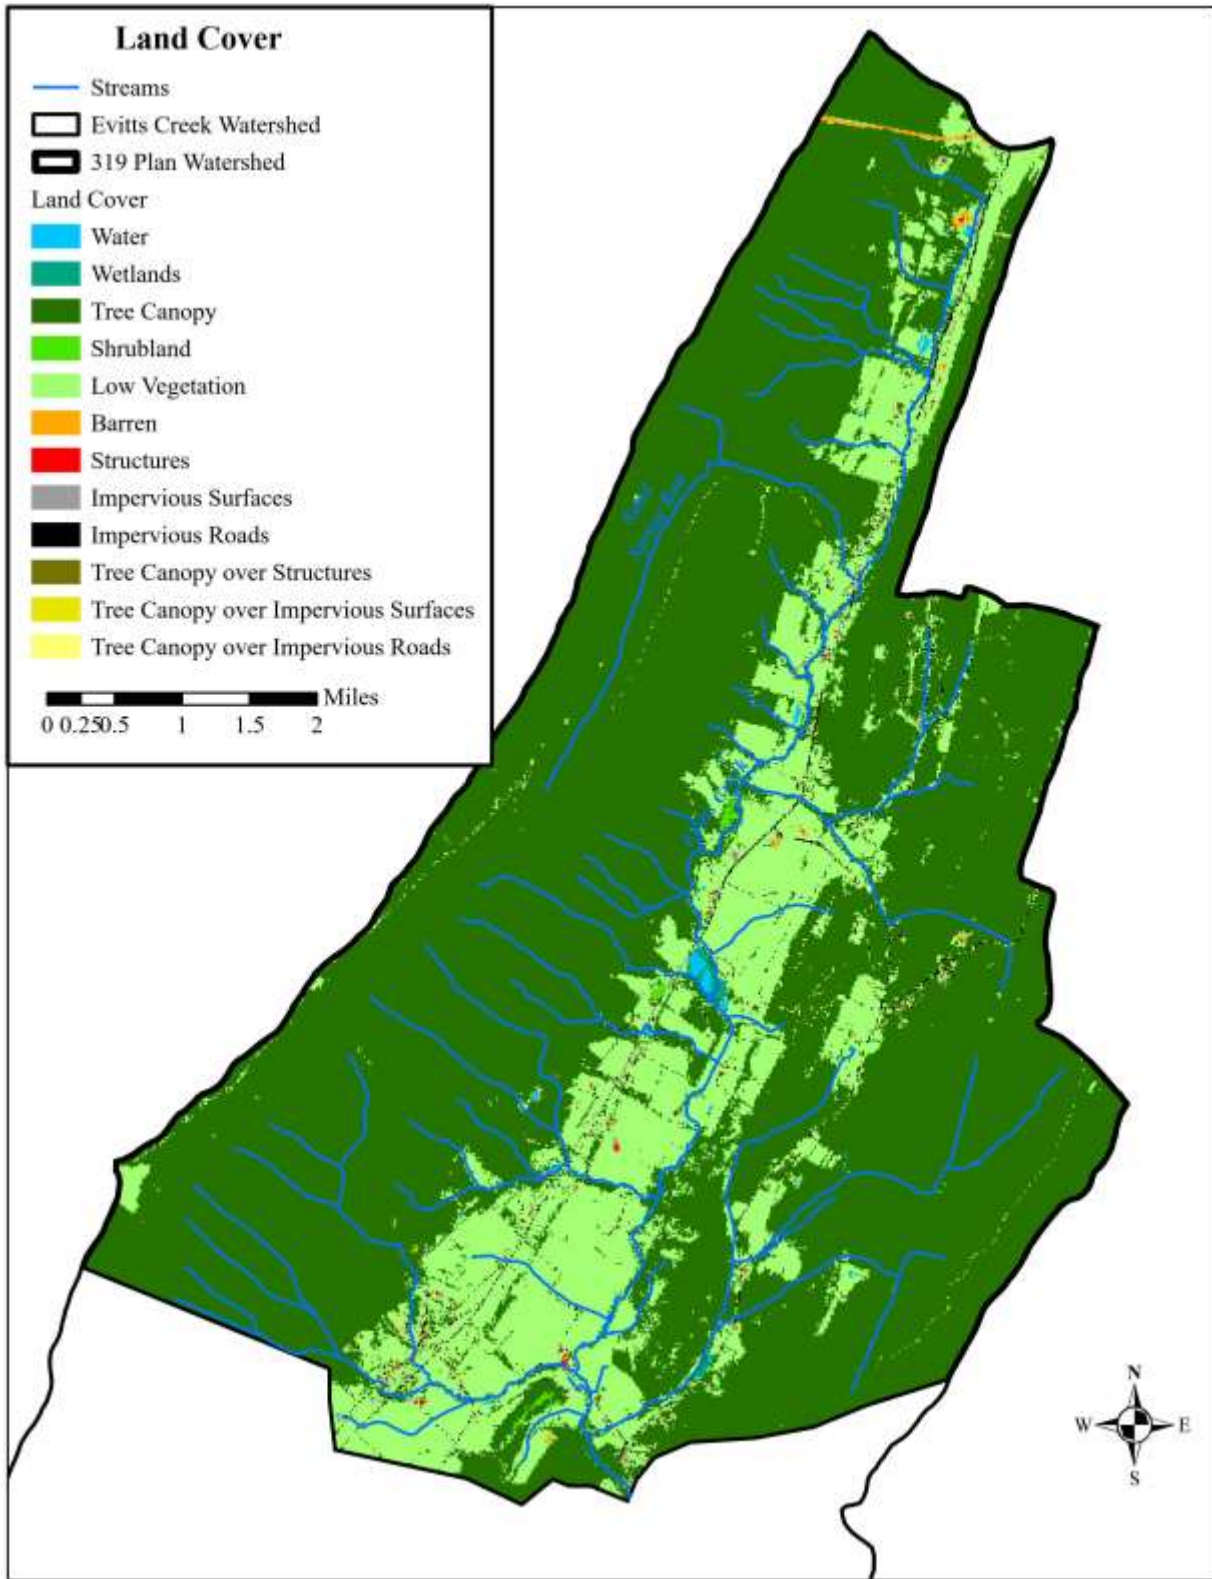 Land Cover
Streams
Evitts Creek Watershed
319 Plan Watershed
Land Cover
Water
Wetlands
Tree Canopy
Shrubland
Low Vegetation
Barren
Structures
Impervious Surfaces
Impervious Roads
Tree Canopy over Structures
Tree Canopy over Impervious Surfaces
Tree Canopy over Impervious Roads
Miles
0 0.250.5 1 1.5 2
N
W E
S